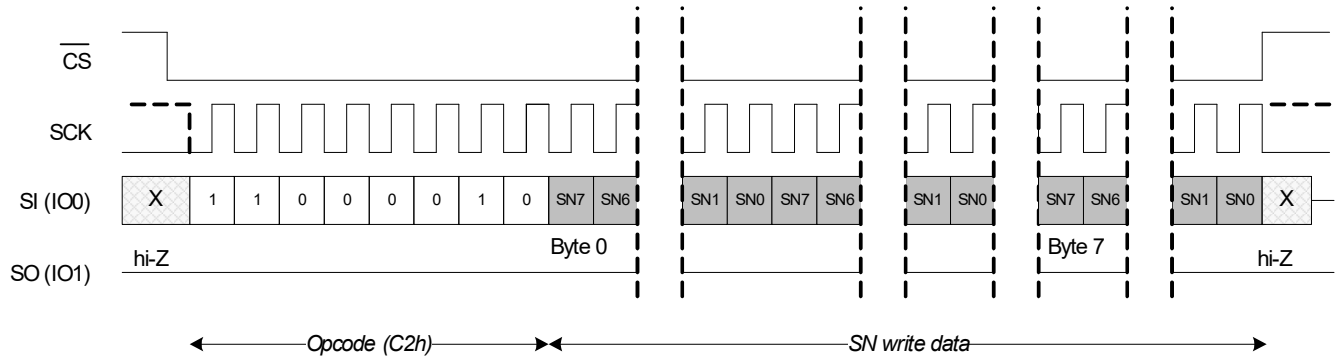 CS
SCK
SI (IO0) X 1 1 0 0 0 0 1 0 SN7 SN6 SN1 SN0 SN7 SN6 SN1 SN0 SN7 SN6 SN1 SN0 X
Byte 0 Byte 7
hi-Z hi-Z
SO (IO1)
Opcode (C2h) SN write data